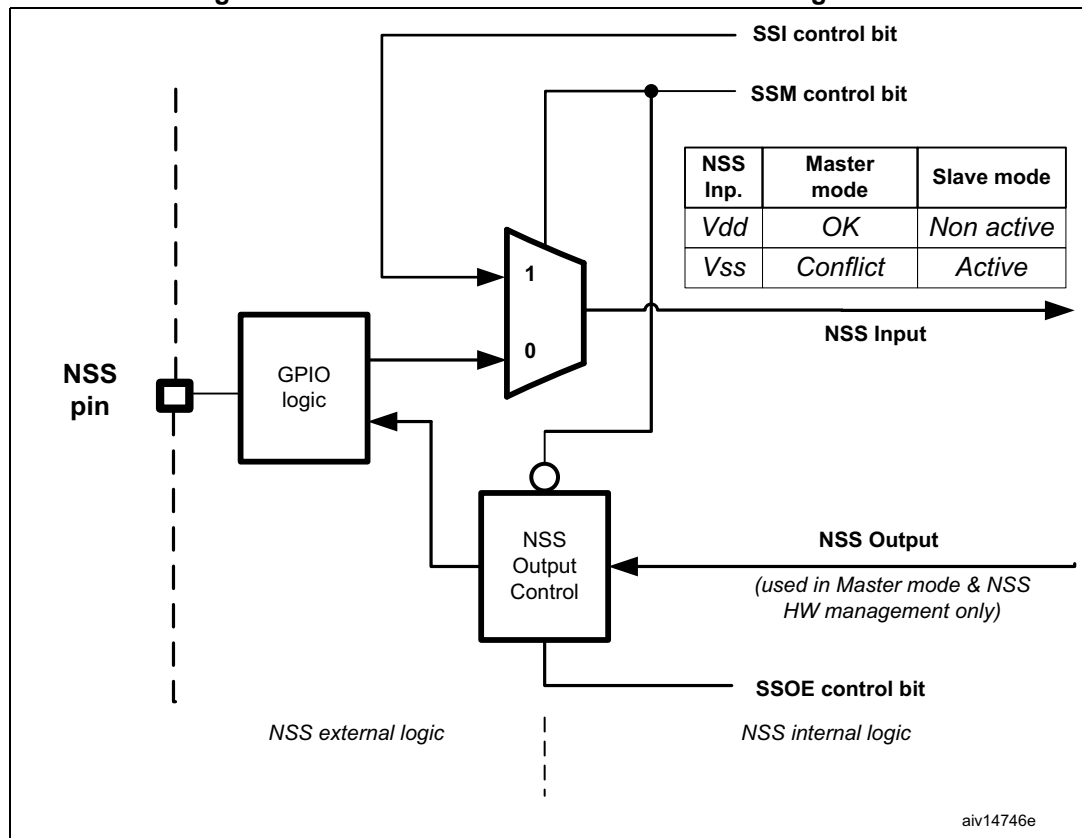 SSI control bit
SSM control bit
NSS Inp. Master mode Slave mode
Vdd OK Non active
Vss Conflict Active
1
0
NSS Input
NSS
pin
GPIO
logic
NSS
Output
Control
NSS Output
(used in Master mode & NSS
HW management only)
SSOE control bit
NSS external logic
NSS internal logic
aiv14746e